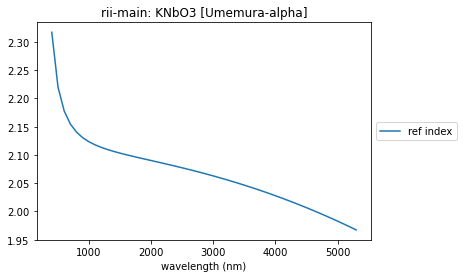 rii-main: KNbO3 [Umemura-alpha]
2.30
2.25
2.20
2.15
2.10
2.05
2.00
1.95
1000 2000 3000 4000 5000
wavelength (nm)
ref index